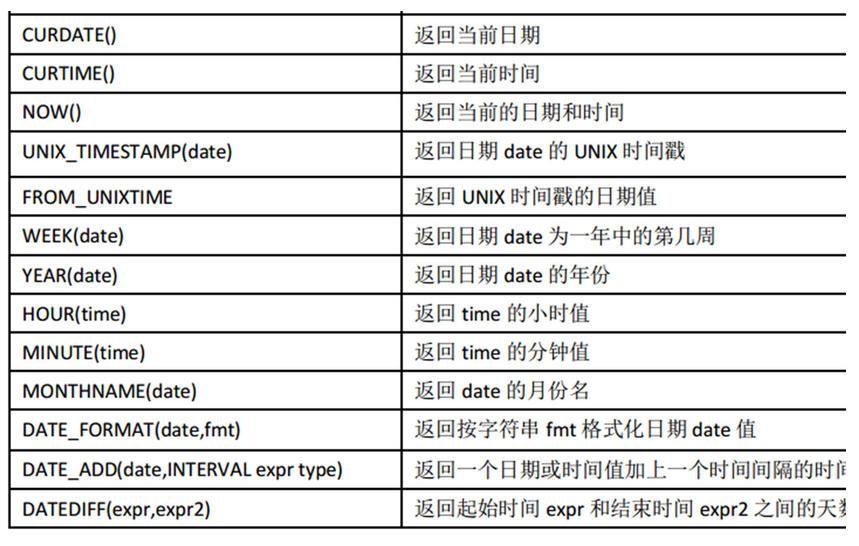 CURDATE() 返回当前日期
CURTIME() 返回当前时间
NOW() 返回当前的日期和时间
UNIX_TIMESTAMP(date) 返回日期 date 的 UNIX 时间戳
FROM_UNIXTIME 返回 UNIX 时间戳的日期值
WEEK(date) 返回日期 date 为一年中的第几周
YEAR(date) 返回日期 date 的年份
HOUR(time) 返回 time 的小时值
MINUTE(time) 返回 time 的分钟值
MONTHNAME(date) 返回 date 的月份名
DATE_FORMAT(date,fmt) 返回按字符串 fmt 格式化日期 date 值
DATE_ADD(date,INTERVAL expr type) 返回一个日期或时间值加上一个时间间隔的时
DATEDIFF(expr,expr2) 返回起始时间 expr 和结束时间 expr2 之间的天